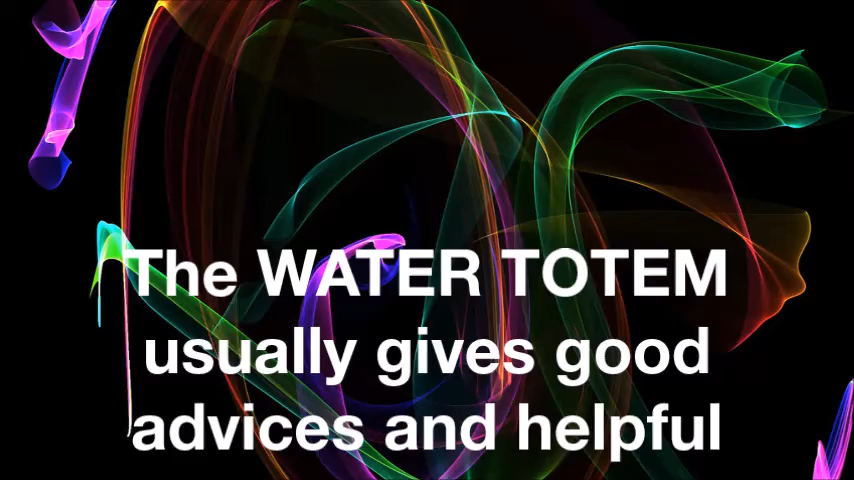 The WATER TOTEM
usually gives good
advices and helpful